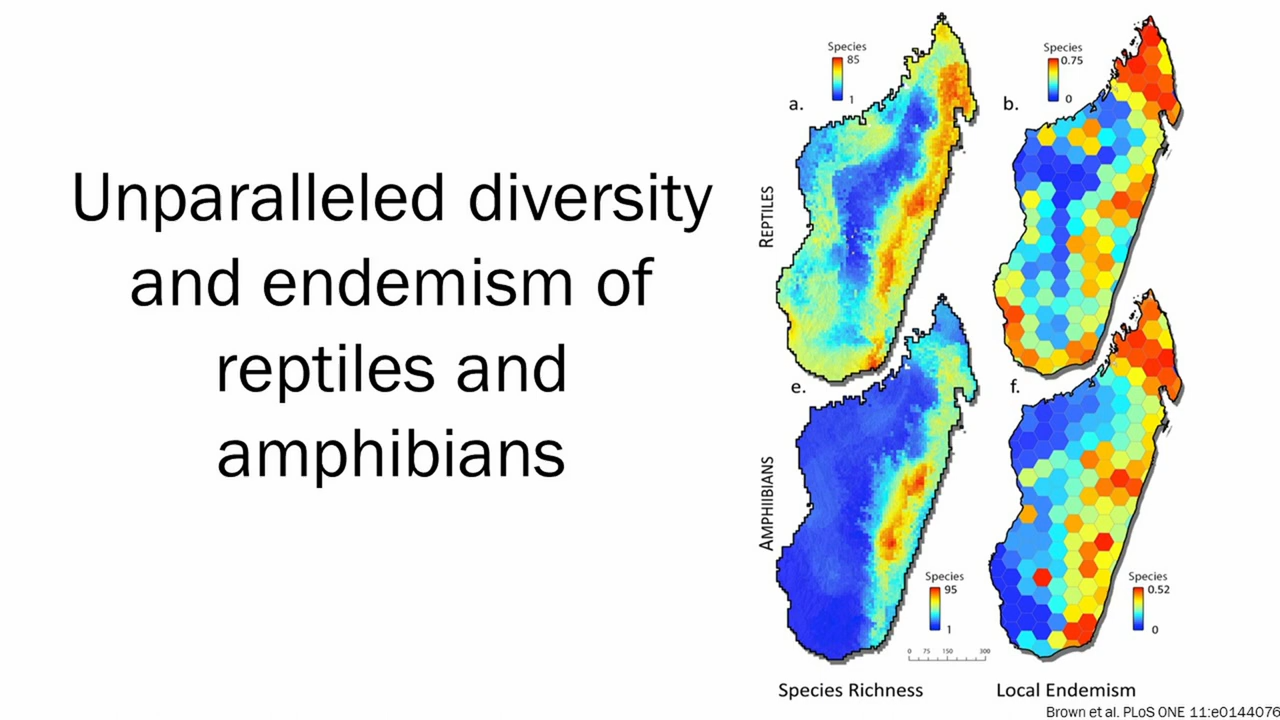 Unparalleled diversity
and endemism of
reptiles and
amphibians
Species
85
1
a.
Species
0.75
0
b.
REPTILES
e.
f.
AMPHIBIANS
Species
95
1
Species
0.52
0
0 75 150 300
Species Richness
Local Endemism
Brown et al. PLoS ONE 11:e0144076